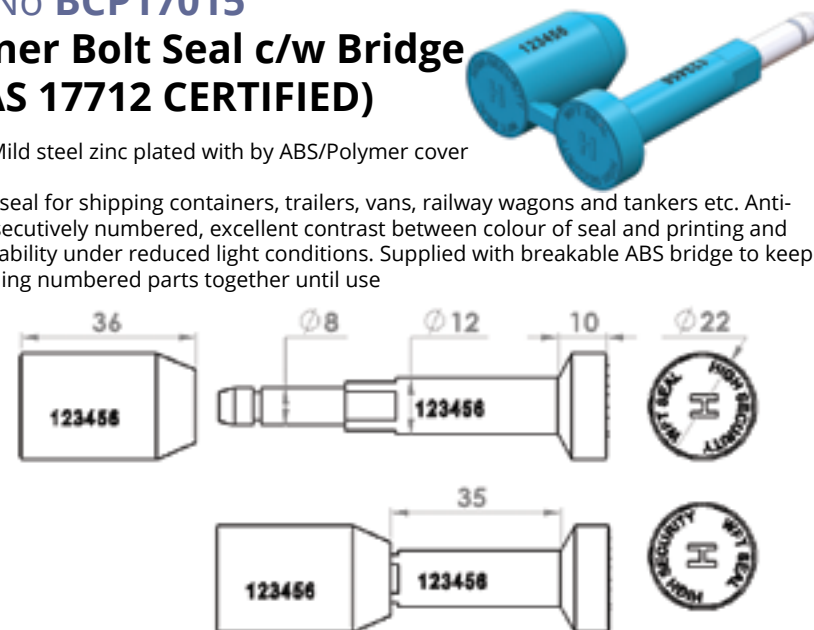 No BCP17015
ner Bolt Seal c/w Bridge
AS 17712 CERTIFIED)
Mild steel zinc plated with by ABS/Polymer cover
seal for shipping containers, trailers, vans, railway wagons and tankers etc. Anti-
secutively numbered, excellent contrast between colour of seal and printing and
ability under reduced light conditions. Supplied with breakable ABS bridge to keep
ing numbered parts together until use
123456
123456
36
Ø8
Ø12
10
Ø22
123456
123456
WFT SEAL HIGH SECURITY
H
35
123456
123456
HIGH SECURITY WFT SEAL
H